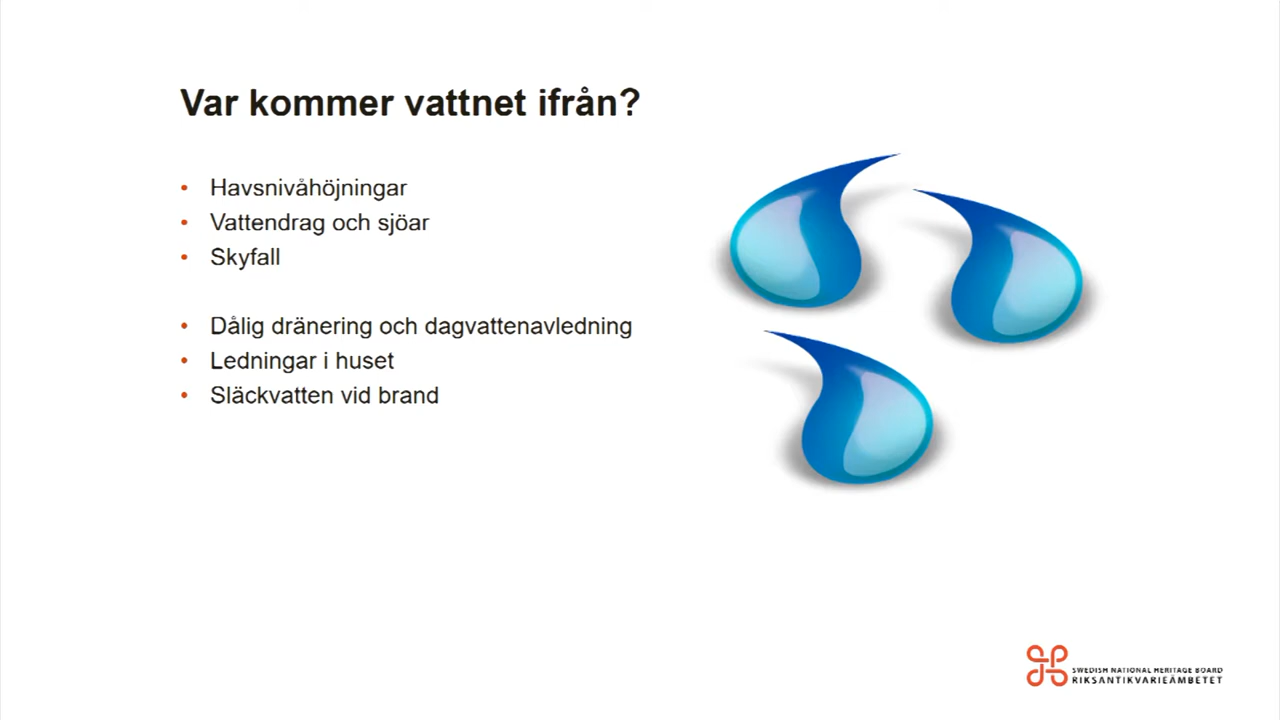 Var kommer vattnet ifrån?
• Havsnivåhöjningar
• Vattendrag och sjöar
• Skyfall
• Dålig dränering och dagvattenavledning
• Ledningar i huset
• Släckvatten vid brand
SWEDISH NATIONAL HERITAGE BOARD
RIKSANTIKVARIEÄMBETET